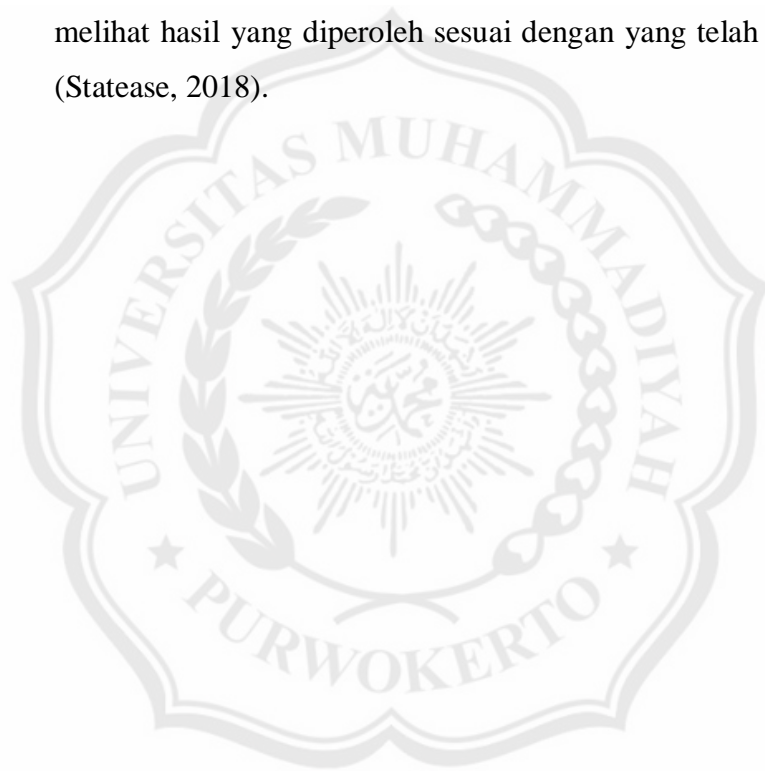 melihat hasil yang diperoleh sesuai dengan yang telah
(Statease, 2018).
UNIVERSITAS MUHAMMADIYAH
PURWOKERTO